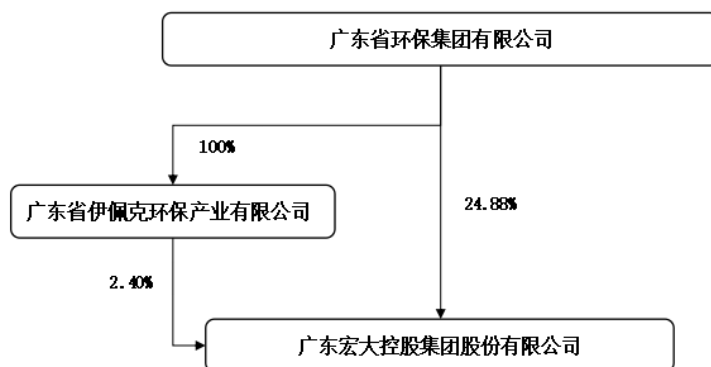 广东省环保集团有限公司
100%
广东省伊佩克环保产业有限公司
24.88%
2.40%
广东宏大控股集团股份有限公司